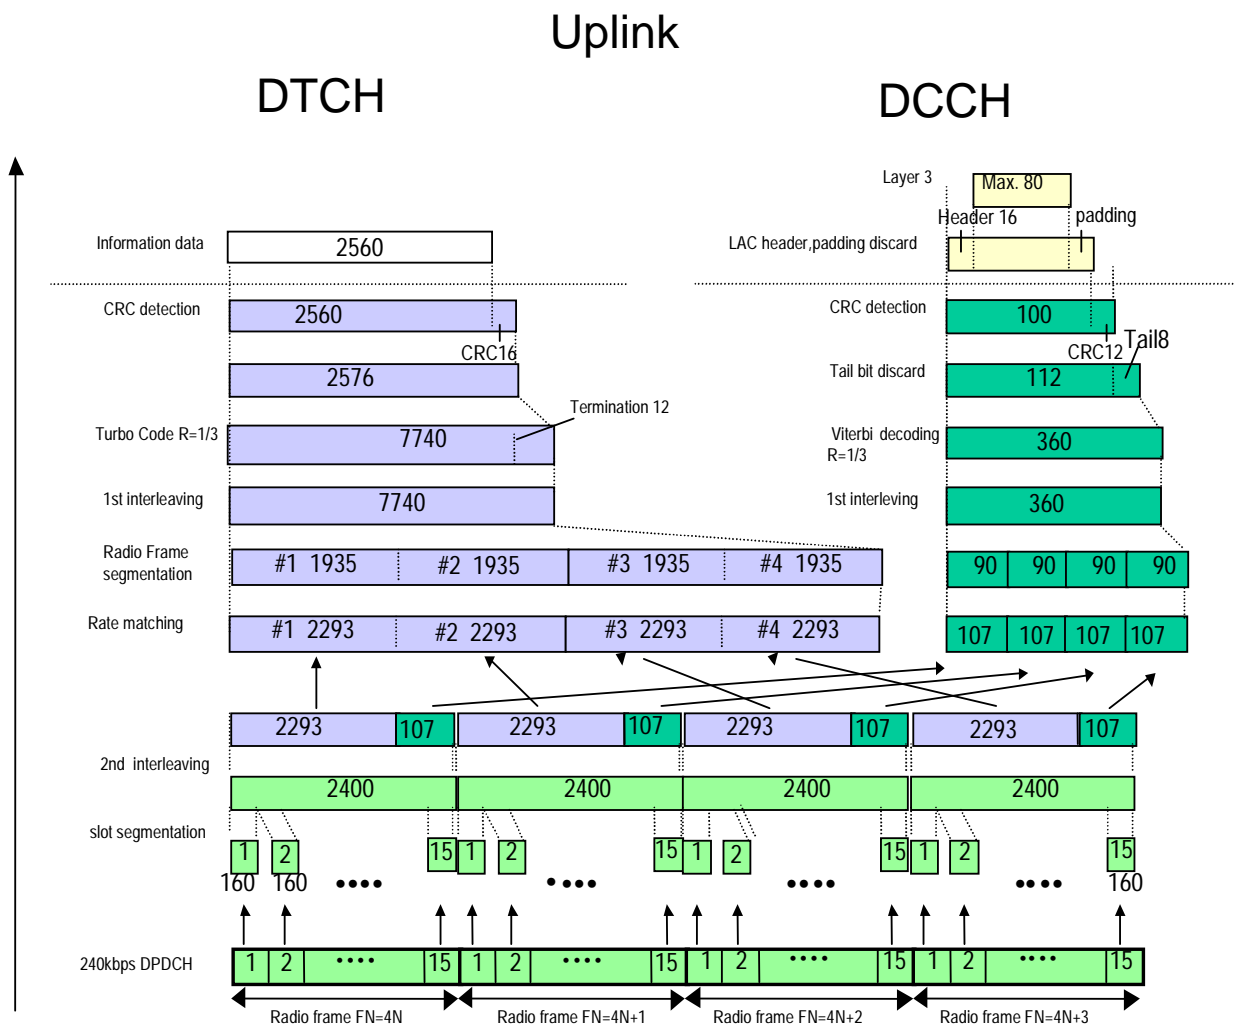 Uplink
DTCH
DCCH
Layer 3
Max. 80
Header 16
padding
Information data
2560
LAC header,padding discard
CRC detection
2560
CRC16
CRC detection
100
CRC12
Tail8
2576
Tail bit discard
112
Termination 12
Turbo Code R=1/3
7740
Viterbi decoding
R=1/3
360
1st interleaving
7740
1st interleving
360
Radio Frame
segmentation
#1 1935
#2 1935
#3 1935
#4 1935
90
90
90
90
Rate matching
#1 2293
#2 2293
#3 2293
#4 2293
107
107
107
107
2293
107
2293
107
2293
107
2293
107
2nd interleaving
2400
2400
2400
2400
slot segmentation
1
2
15
1
2
15
1
2
15
1
2
15
160
160
••••
••••
••••
••••
160
240kbps DPDCH
1
2
••••
15
1
2
••••
15
1
2
••••
15
1
2
••••
15
Radio frame FN=4N
Radio frame FN=4N+1
Radio frame FN=4N+2
Radio frame FN=4N+3